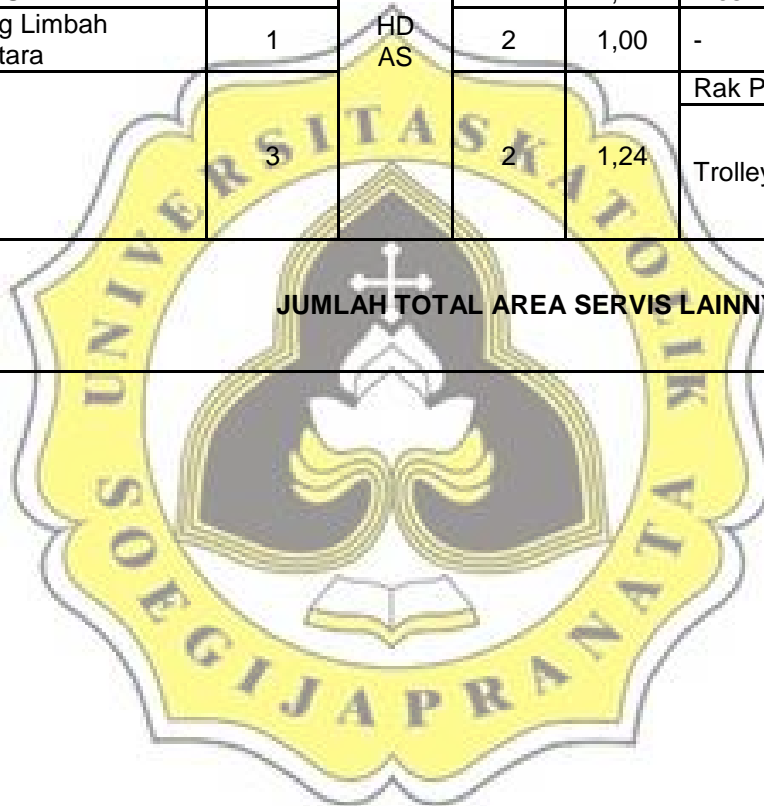 g Limbah
tara
1
HD
AS
2
1,00
-
3
2
1,24
Rak P
Trolley
JUMLAH TOTAL AREA SERVIS LAINN
UNIVERSITAS KATOLIK
SOEGIJAPRANATA